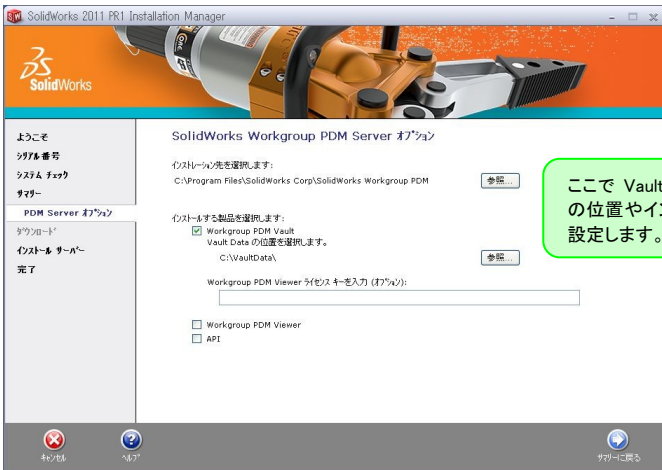 SolidWorks 2011 PR1 Installation Manager
SolidWorks
ようこそ
シリアル番号
システム チェック
サマリー
PDM Server オプション
ダウンロード
インストール サーバー
完了
SolidWorks Workgroup PDM Server オプション
インストレーション先を選択します:
C:\Program Files\SolidWorks Corp\SolidWorks Workgroup PDM
参照...
インストールする製品を選択します:
Workgroup PDM Vault
Vault Data の位置を選択します。
C:\VaultData\
参照...
Workgroup PDM Viewer ライセンス キーを入力 (オプション):
Workgroup PDM Viewer
API
ここで Vault
の位置やイン
設定します。
キャンセル
ヘルプ
サマリーに戻る